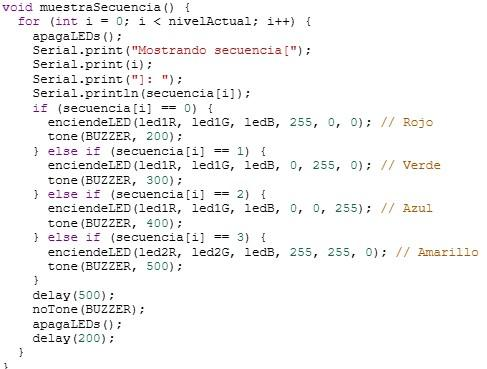 void muestraSecuencia() {
for (int i = 0; i < nivelActual; i++) {
apagaLEDs();
Serial.print("Mostrando secuencia[");
Serial.print(i);
Serial.print("]: ");
Serial.println(secuencia[i]);
if (secuencia[i] == 0) {
enciendeLED(led1R, led1G, ledB, 255, 0, 0); // Rojo
tone(BUZZER, 200);
} else if (secuencia[i] == 1) {
enciendeLED(led1R, led1G, ledB, 0, 255, 0); // Verde
tone(BUZZER, 300);
} else if (secuencia[i] == 2) {
enciendeLED(led1R, led1G, ledB, 0, 0, 255); // Azul
tone(BUZZER, 400);
} else if (secuencia[i] == 3) {
enciendeLED(led2R, led2G, ledB, 255, 255, 0); // Amarillo
tone(BUZZER, 500);
}
delay(500);
noTone(BUZZER);
apagaLEDs();
delay(200);
}
}